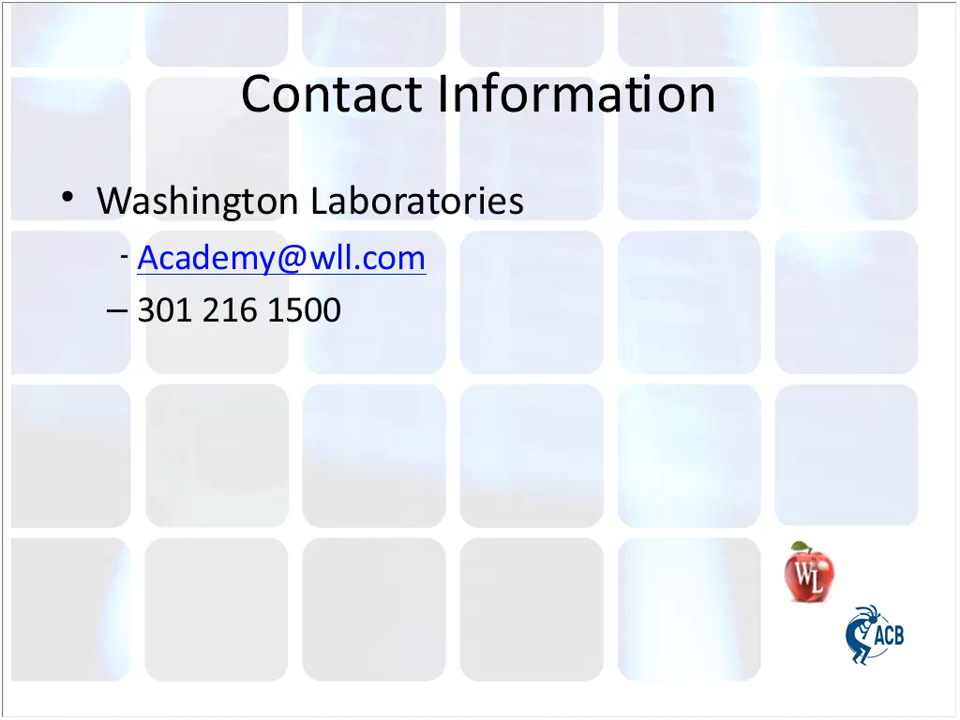 Contact Information
• Washington Laboratories
- Academy@wll.com
– 301 216 1500
WL
ACB